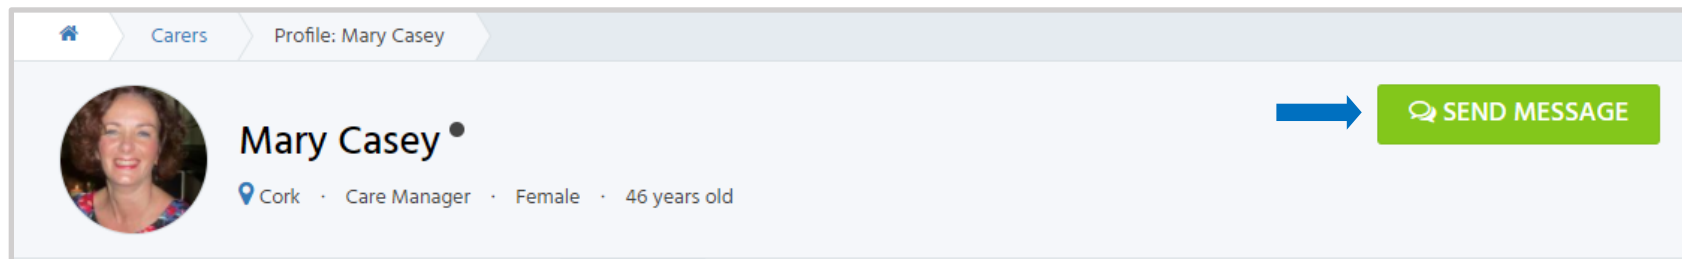 Carers Profile: Mary Casey
SEND MESSAGE
Mary Casey
Cork · Care Manager · Female · 46 years old